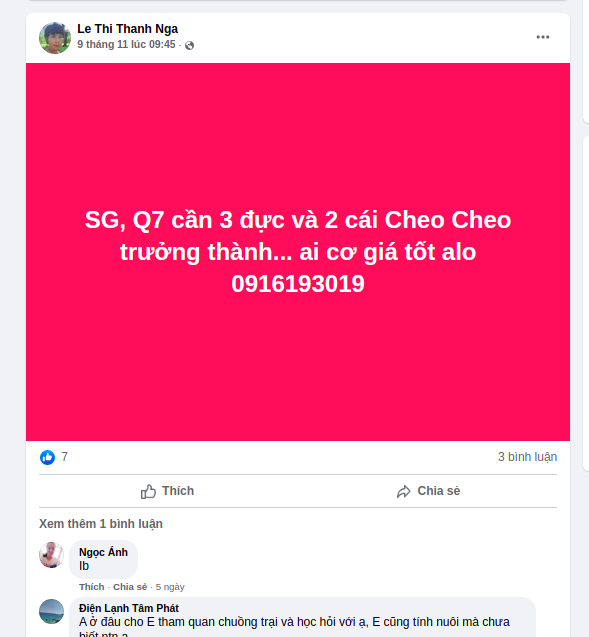 Le Thi Thanh Nga
9 tháng 11 lúc 09:45 ·
SG, Q7 cần 3 đực và 2 cái Cheo Cheo
trưởng thành... ai cơ giá tốt alo
0916193019
7
3 bình luận
Thích
Chia sẻ
Xem thêm 1 bình luận
Ngọc Ánh
Ib
Thích · Chia sẻ · 5 ngày
Điện Lạnh Tâm Phát
A ở đâu cho E tham quan chuồng trại và học hỏi với ạ, E cũng tính nuôi mà chưa
biết ntn ạ